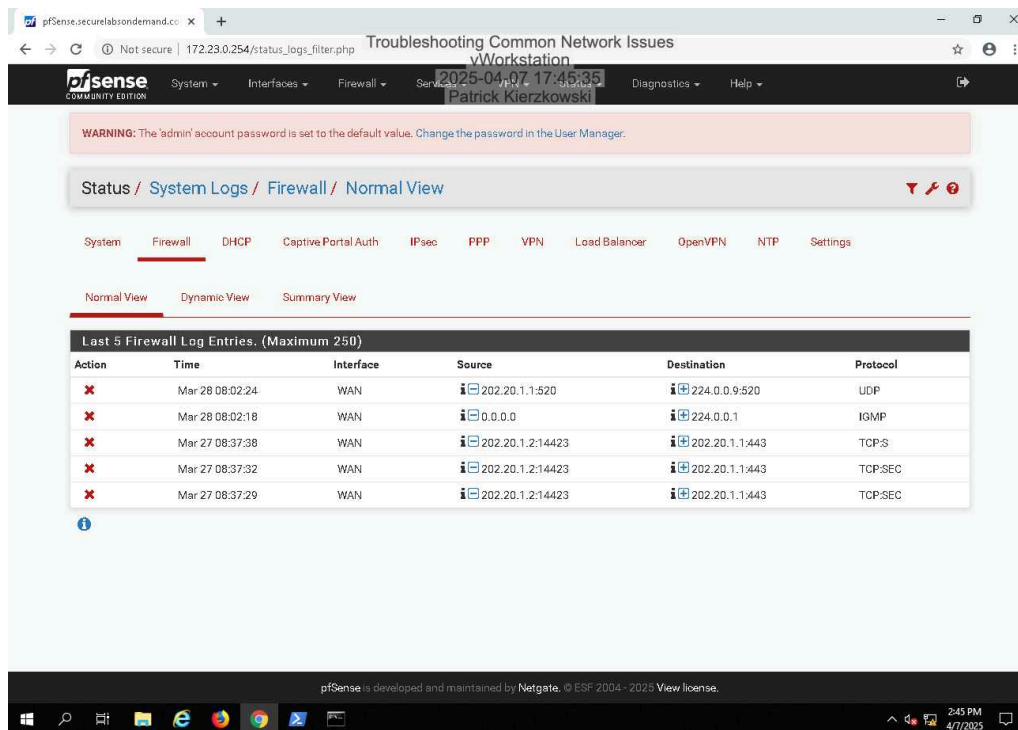 pfSense.securelabsondemand.co
Not secure | 172.23.0.254/status_logs_filter.php
Troubleshooting Common Network Issues
vWorkstation
2025-04-07 17:45:35
Patrick Kierzkowski
pfsense
COMMUNITY EDITION
System Interfaces Firewall Services VPN Status Diagnostics Help
WARNING: The 'admin' account password is set to the default value. Change the password in the User Manager.
Status / System Logs / Firewall / Normal View
System Firewall DHCP Captive Portal Auth IPsec PPP VPN Load Balancer OpenVPN NTP Settings
Normal View Dynamic View Summary View
Last 5 Firewall Log Entries. (Maximum 250)
Action Time Interface Source Destination Protocol
Mar 28 08:02:24 WAN 202.20.1.1:520 224.0.0.9:520 UDP
Mar 28 08:02:18 WAN 0.0.0.0 224.0.0.1 IGMP
Mar 27 08:37:38 WAN 202.20.1.2:14423 202.20.1.1:443 TCP:S
Mar 27 08:37:32 WAN 202.20.1.2:14423 202.20.1.1:443 TCP:SEC
Mar 27 08:37:29 WAN 202.20.1.2:14423 202.20.1.1:443 TCP:SEC
pfSense is developed and maintained by Netgate. © ESF 2004 - 2025 View license.
2:45 PM
4/7/2025